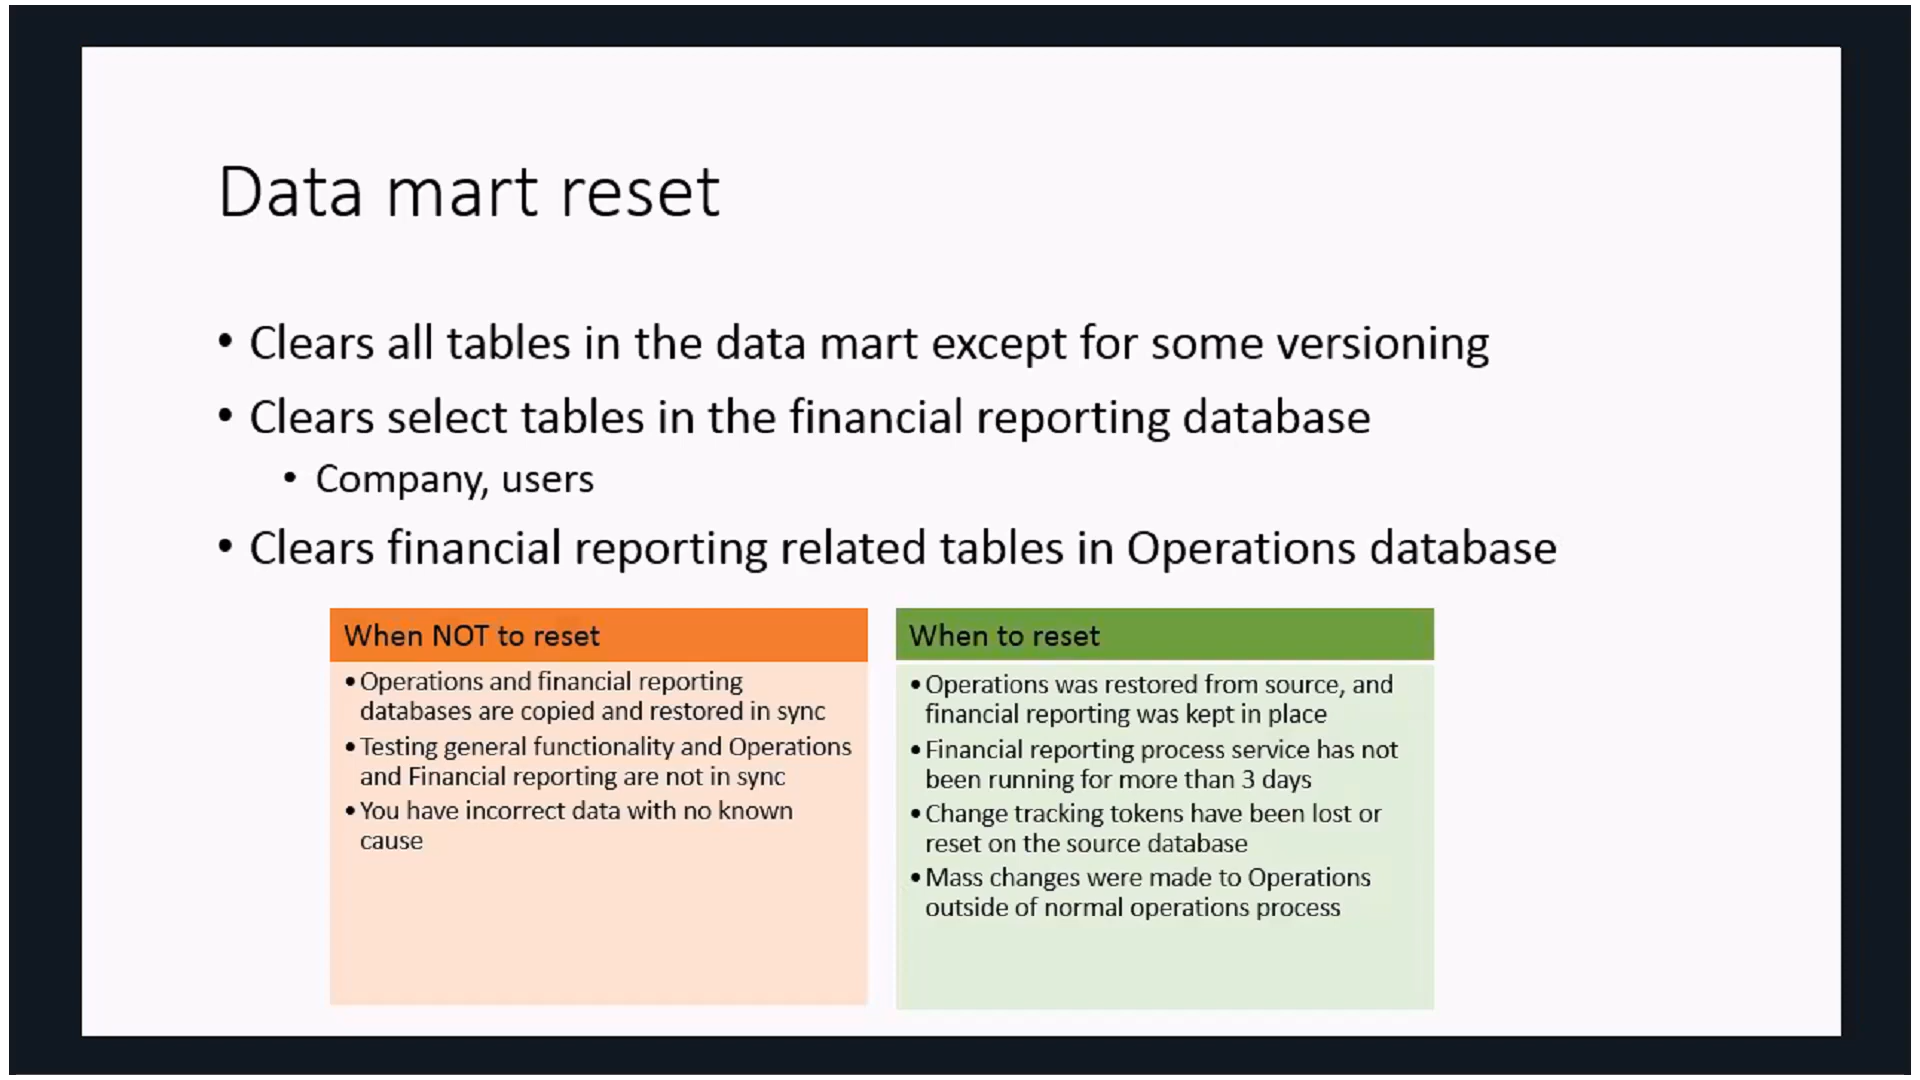 Data mart reset
• Clears all tables in the data mart except for some versioning
• Clears select tables in the financial reporting database
• Company, users
• Clears financial reporting related tables in Operations database
When NOT to reset
• Operations and financial reporting
databases are copied and restored in sync
• Testing general functionality and Operations
and Financial reporting are not in sync
• You have incorrect data with no known
cause
When to reset
• Operations was restored from source, and
financial reporting was kept in place
• Financial reporting process service has not
been running for more than 3 days
• Change tracking tokens have been lost or
reset on the source database
• Mass changes were made to Operations
outside of normal operations process